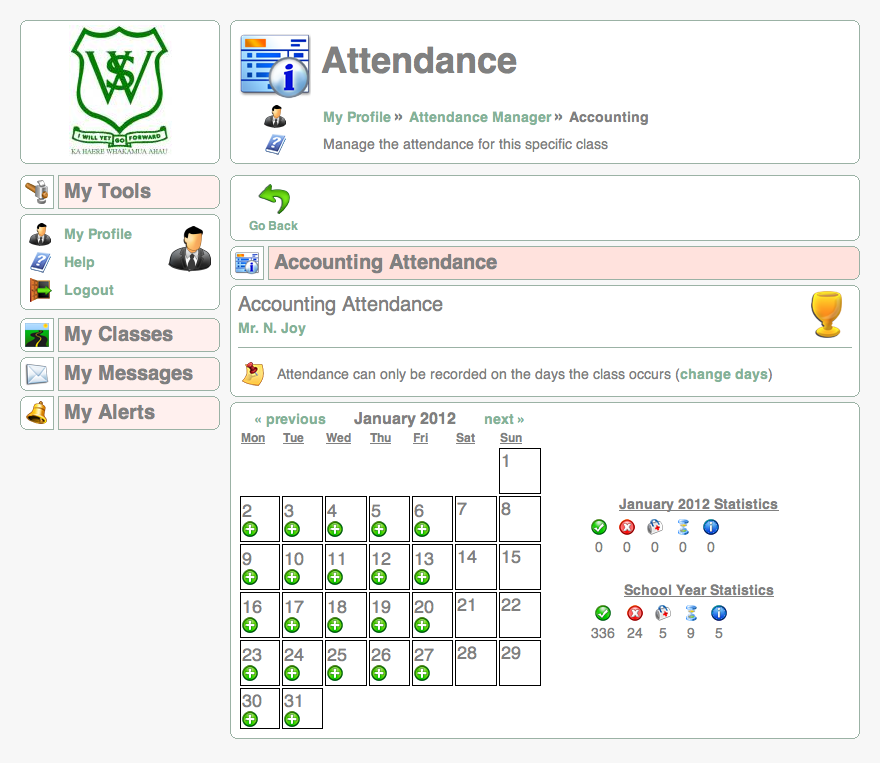 WS
I WILL YET GO FORWARD
KA HAERE WHAKAMUA AHAU
Attendance
My Profile » Attendance Manager » Accounting
Manage the attendance for this specific class
My Tools
My Profile
Help
Logout
My Classes
My Messages
My Alerts
Go Back
Accounting Attendance
Accounting Attendance
Mr. N. Joy
Attendance can only be recorded on the days the class occurs (change days)
« previous January 2012 next »
Mon Tue Wed Thu Fri Sat Sun
1
2 3 4 5 6 7 8
9 10 11 12 13 14 15
16 17 18 19 20 21 22
23 24 25 26 27 28 29
30 31
January 2012 Statistics
0 0 0 0 0
School Year Statistics
336 24 5 9 5